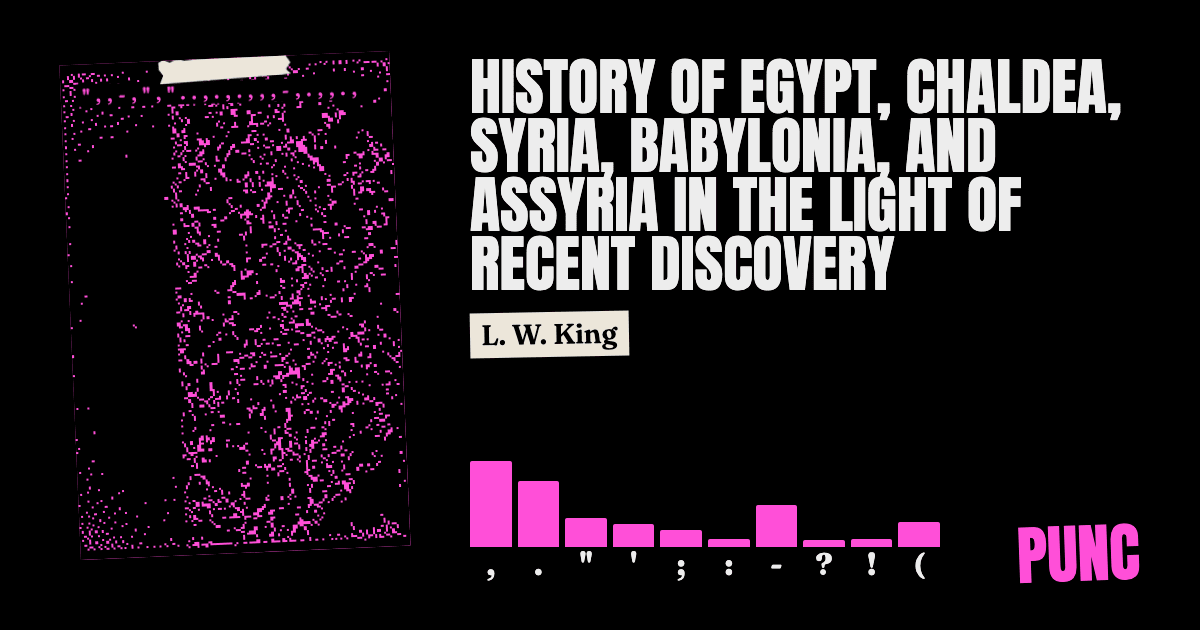 HISTORY OF EGYPT, CHALDEA,
SYRIA, BABYLONIA, AND
ASSYRIA IN THE LIGHT OF
RECENT DISCOVERY
L. W. King
, . " ' ; : - ? ! (
PUNC